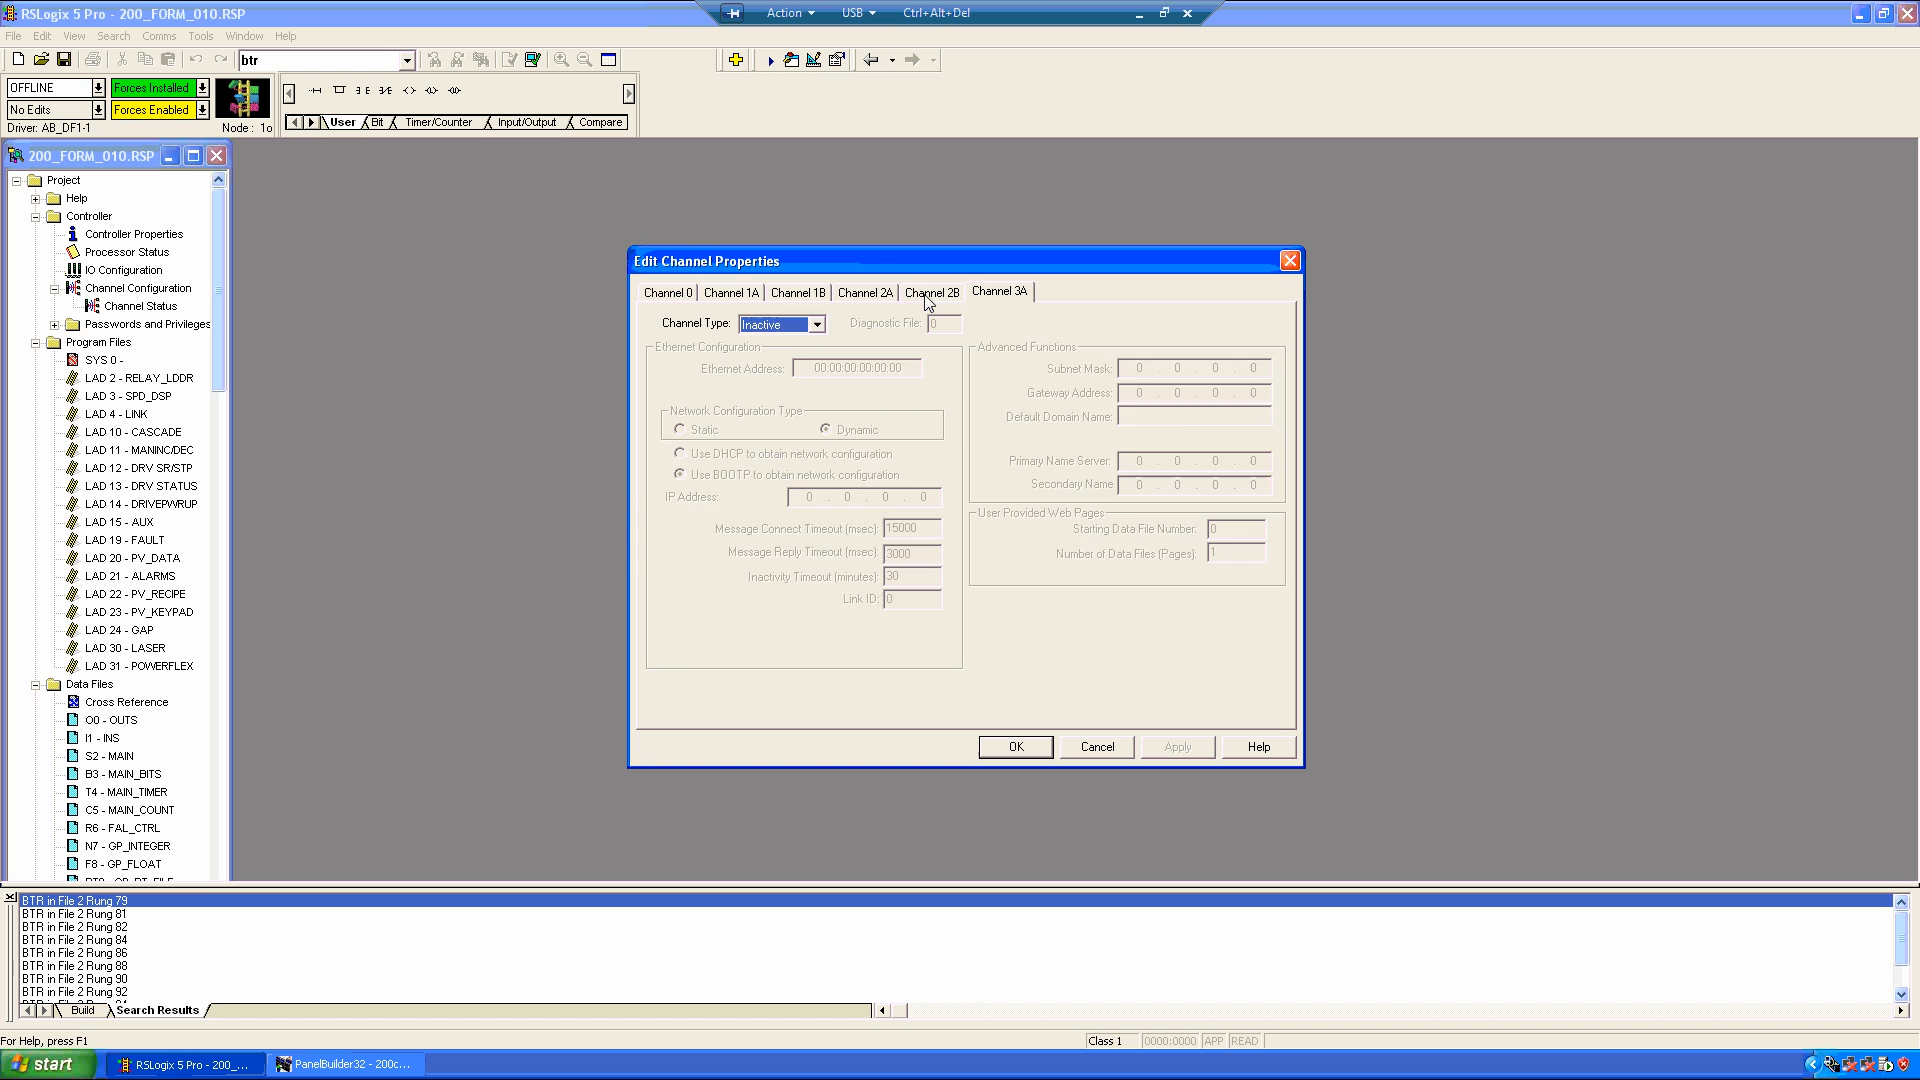 RSLogix 5 Pro - 200_FORM_010.RSP
Action
USB
Ctrl+Alt+Del
File Edit View Search Comms Tools Window Help
btr
OFFLINE
Forces Installed
No Edits
Forces Enabled
Driver: AB_DF1-1
Node : 1o
User
Bit
Timer/Counter
Input/Output
Compare
200_FORM_010.RSP
Project
Help
Controller
Controller Properties
Processor Status
IO Configuration
Channel Configuration
Channel Status
Passwords and Privileges
Program Files
SYS 0 -
LAD 2 - RELAY_LDDR
LAD 3 - SPD_DSP
LAD 4 - LINK
LAD 10 - CASCADE
LAD 11 - MANINC/DEC
LAD 12 - DRV SR/STP
LAD 13 - DRV STATUS
LAD 14 - DRIVEPWRUP
LAD 15 - AUX
LAD 19 - FAULT
LAD 20 - PV_DATA
LAD 21 - ALARMS
LAD 22 - PV_RECIPE
LAD 23 - PV_KEYPAD
LAD 24 - GAP
LAD 30 - LASER
LAD 31 - POWERFLEX
Data Files
Cross Reference
O0 - OUTS
I1 - INS
S2 - MAIN
B3 - MAIN_BITS
T4 - MAIN_TIMER
C5 - MAIN_COUNT
R6 - FAL_CTRL
N7 - GP_INTEGER
F8 - GP_FLOAT
Edit Channel Properties
Channel 0
Channel 1A
Channel 1B
Channel 2A
Channel 2B
Channel 3A
Channel Type: Inactive
Diagnostic File: 0
Ethernet Configuration
Ethernet Address: 00:00:00:00:00:00
Network Configuration Type
Static
Dynamic
Use DHCP to obtain network configuration
Use BOOTP to obtain network configuration
IP Address: 0 . 0 . 0 . 0
Message Connect Timeout (msec): 15000
Message Reply Timeout (msec): 3000
Inactivity Timeout (minutes): 30
Link ID: 0
Advanced Functions
Subnet Mask: 0 . 0 . 0 . 0
Gateway Address: 0 . 0 . 0 . 0
Default Domain Name:
Primary Name Server: 0 . 0 . 0 . 0
Secondary Name 0 . 0 . 0 . 0
User Provided Web Pages
Starting Data File Number: 0
Number of Data Files (Pages): 1
OK
Cancel
Apply
Help
BTR in File 2 Rung 79
BTR in File 2 Rung 81
BTR in File 2 Rung 82
BTR in File 2 Rung 84
BTR in File 2 Rung 86
BTR in File 2 Rung 88
BTR in File 2 Rung 90
BTR in File 2 Rung 92
Build
Search Results
For Help, press F1
Class 1
0000:0000
APP
READ
start
RSLogix 5 Pro - 200_...
PanelBuilder32 - 200c...